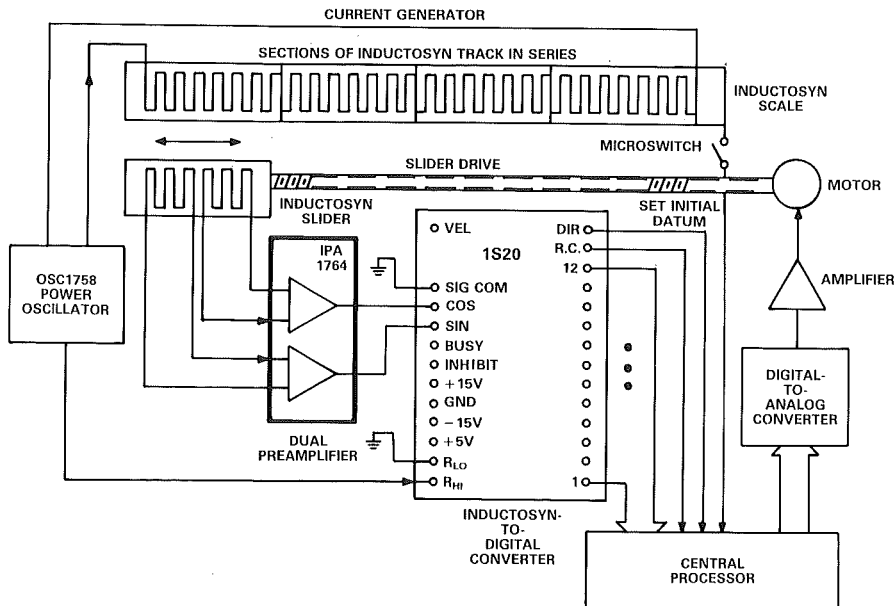 CURRENT GENERATOR
SECTIONS OF INDUCTOSYN TRACK IN SERIES
INDUCTOSYN
SCALE
MICROSWITCH
SLIDER DRIVE
MOTOR
INDUCTOSYN
SLIDER
SET INITIAL
DATUM
OSC1758
POWER
OSCILLATOR
IPA
1764
DUAL
PREAMPLIFIER
1S20
VEL
SIG COM
COS
SIN
BUSY
INHIBIT
+15V
GND
-15V
+5V
RLO
RHI
DIR
R.C.
12
1
INDUCTOSYN-
TO-
DIGITAL
CONVERTER
AMPLIFIER
DIGITAL-
TO-
ANALOG
CONVERTER
CENTRAL
PROCESSOR